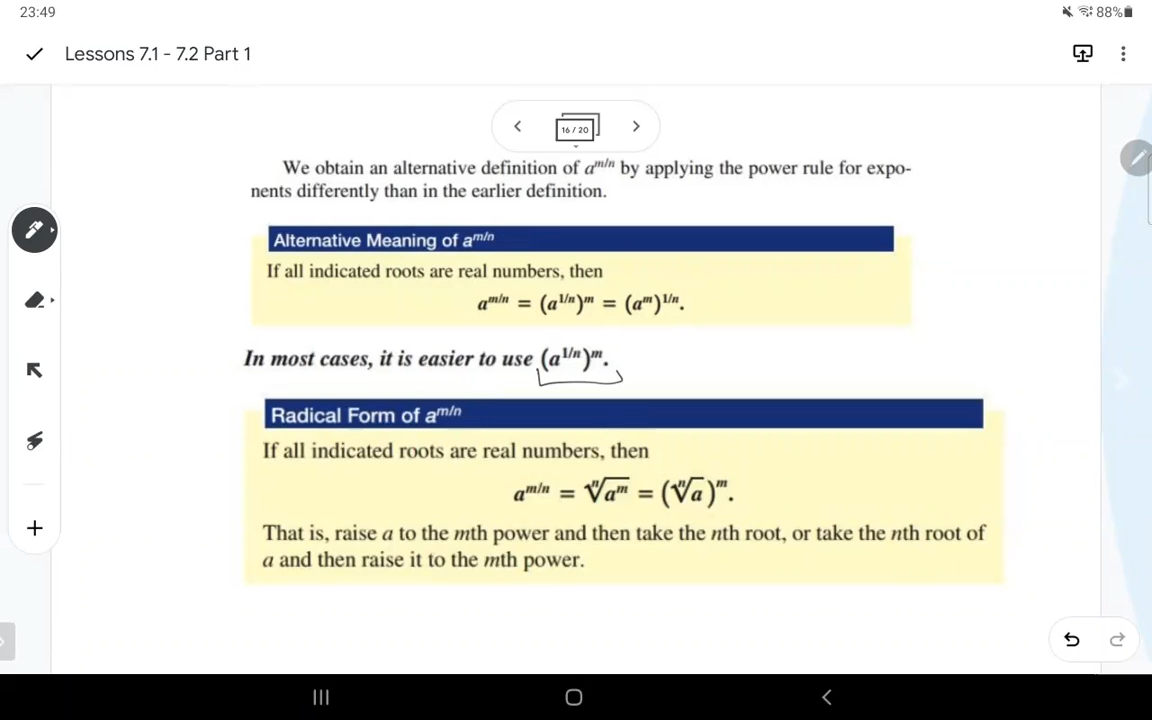 23:49
88%
Lessons 7.1 - 7.2 Part 1
16 / 20
We obtain an alternative definition of a^{m/n} by applying the power rule for expo-
nents differently than in the earlier definition.
Alternative Meaning of a^{m/n}
If all indicated roots are real numbers, then
a^{m/n} = (a^{1/n})^m = (a^m)^{1/n}.
In most cases, it is easier to use (a^{1/n})^m.
Radical Form of a^{m/n}
If all indicated roots are real numbers, then
a^{m/n} = ⁿ√a^m = (ⁿ√a)^m.
That is, raise a to the mth power and then take the nth root, or take the nth root of
a and then raise it to the mth power.